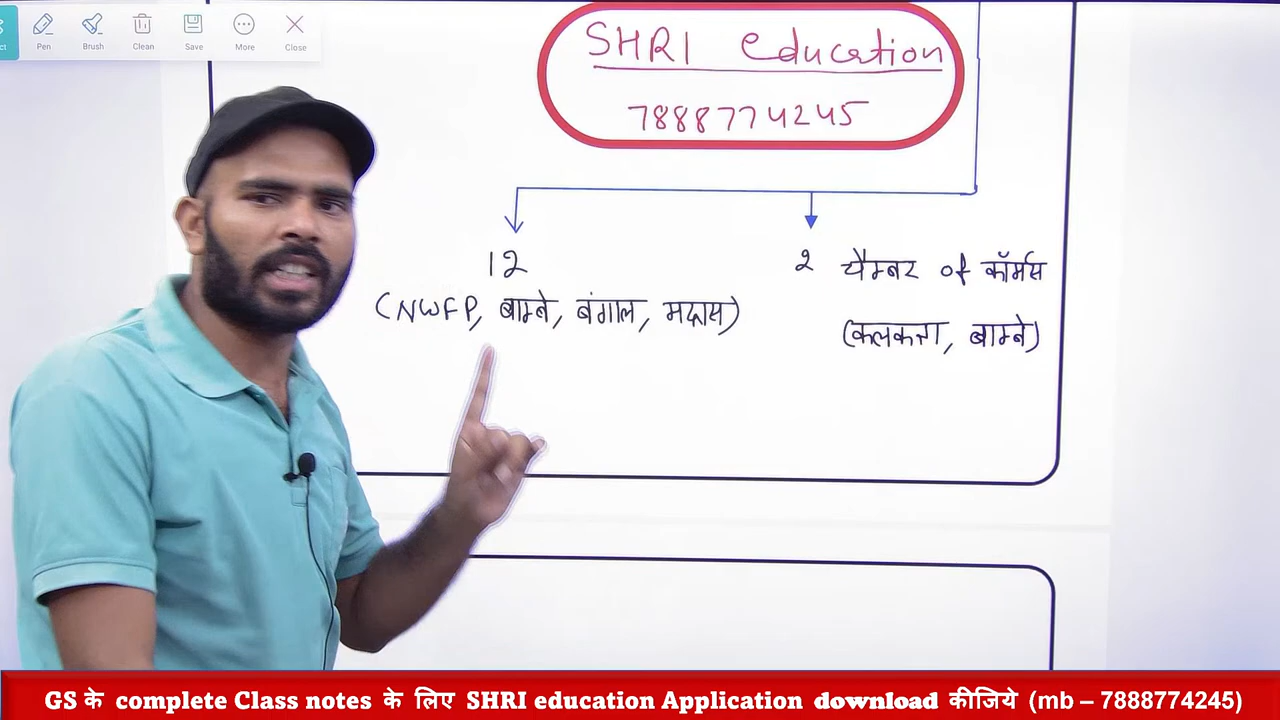 Pen Brush Clean Save More Close
SHRI Education
7888774245
12
(NWFP, बाम्बे, बंगाल, मद्रास)
2 चैम्बर of कॉर्मस
(कलकत्ता, बाम्बे)
GS के complete Class notes के लिए SHRI education Application download कीजिये (mb – 7888774245)